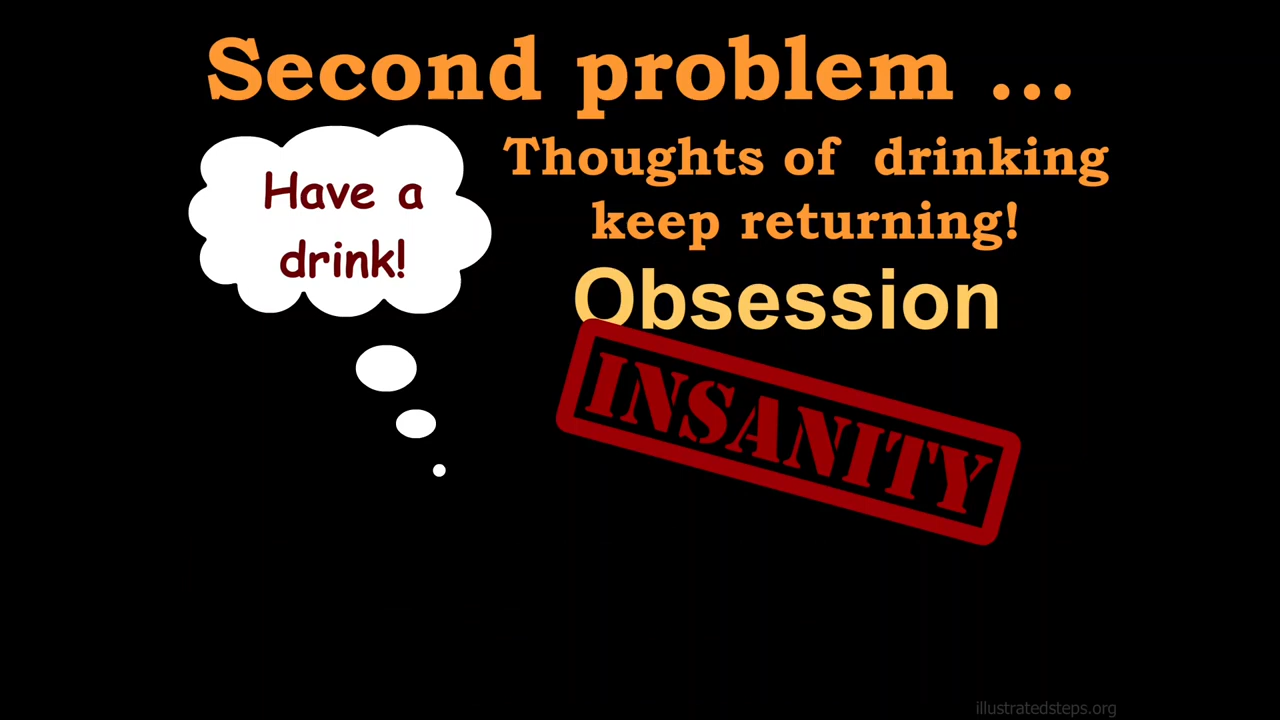 Second problem ...
Have a
drink!
Thoughts of drinking
keep returning!
Obsession
INSANITY
illustratedsteps.org